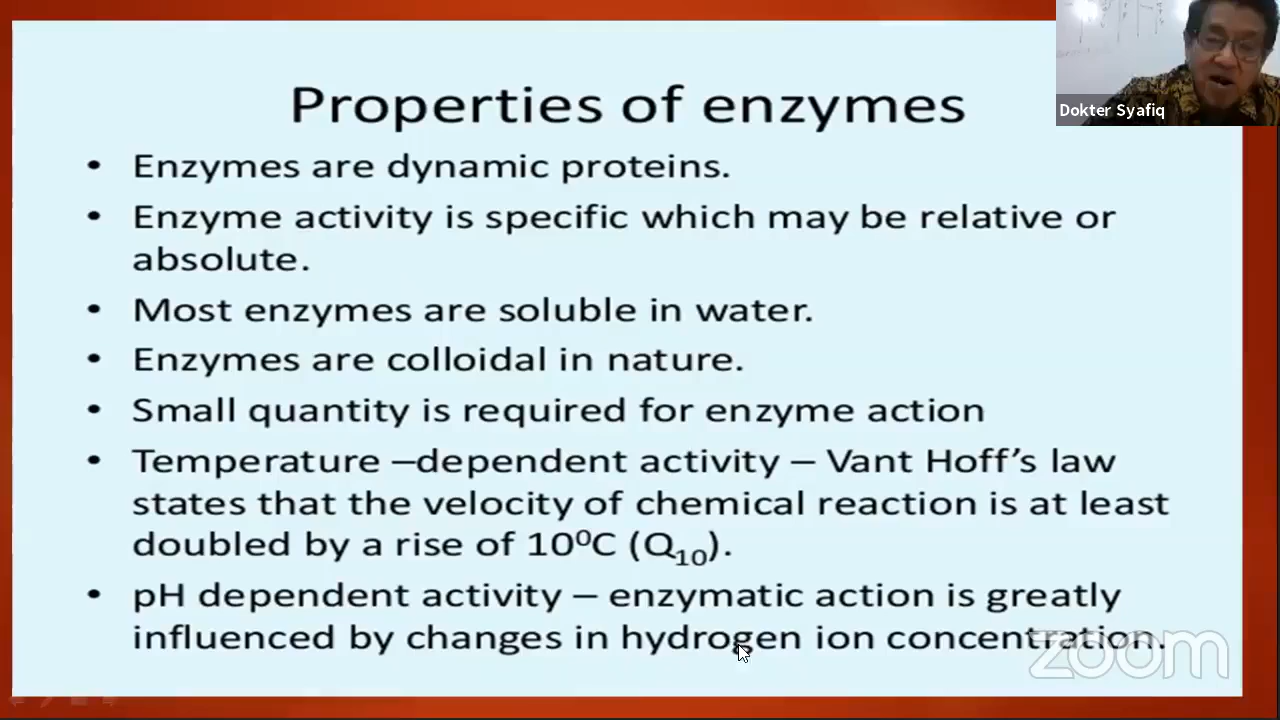 Properties of enzymes
Dokter Syafiq
• Enzymes are dynamic proteins.
• Enzyme activity is specific which may be relative or
absolute.
• Most enzymes are soluble in water.
• Enzymes are colloidal in nature.
• Small quantity is required for enzyme action
• Temperature –dependent activity – Vant Hoff’s law
states that the velocity of chemical reaction is at least
doubled by a rise of 10⁰C (Q₁₀).
• pH dependent activity – enzymatic action is greatly
influenced by changes in hydrogen ion concentration.
zoom